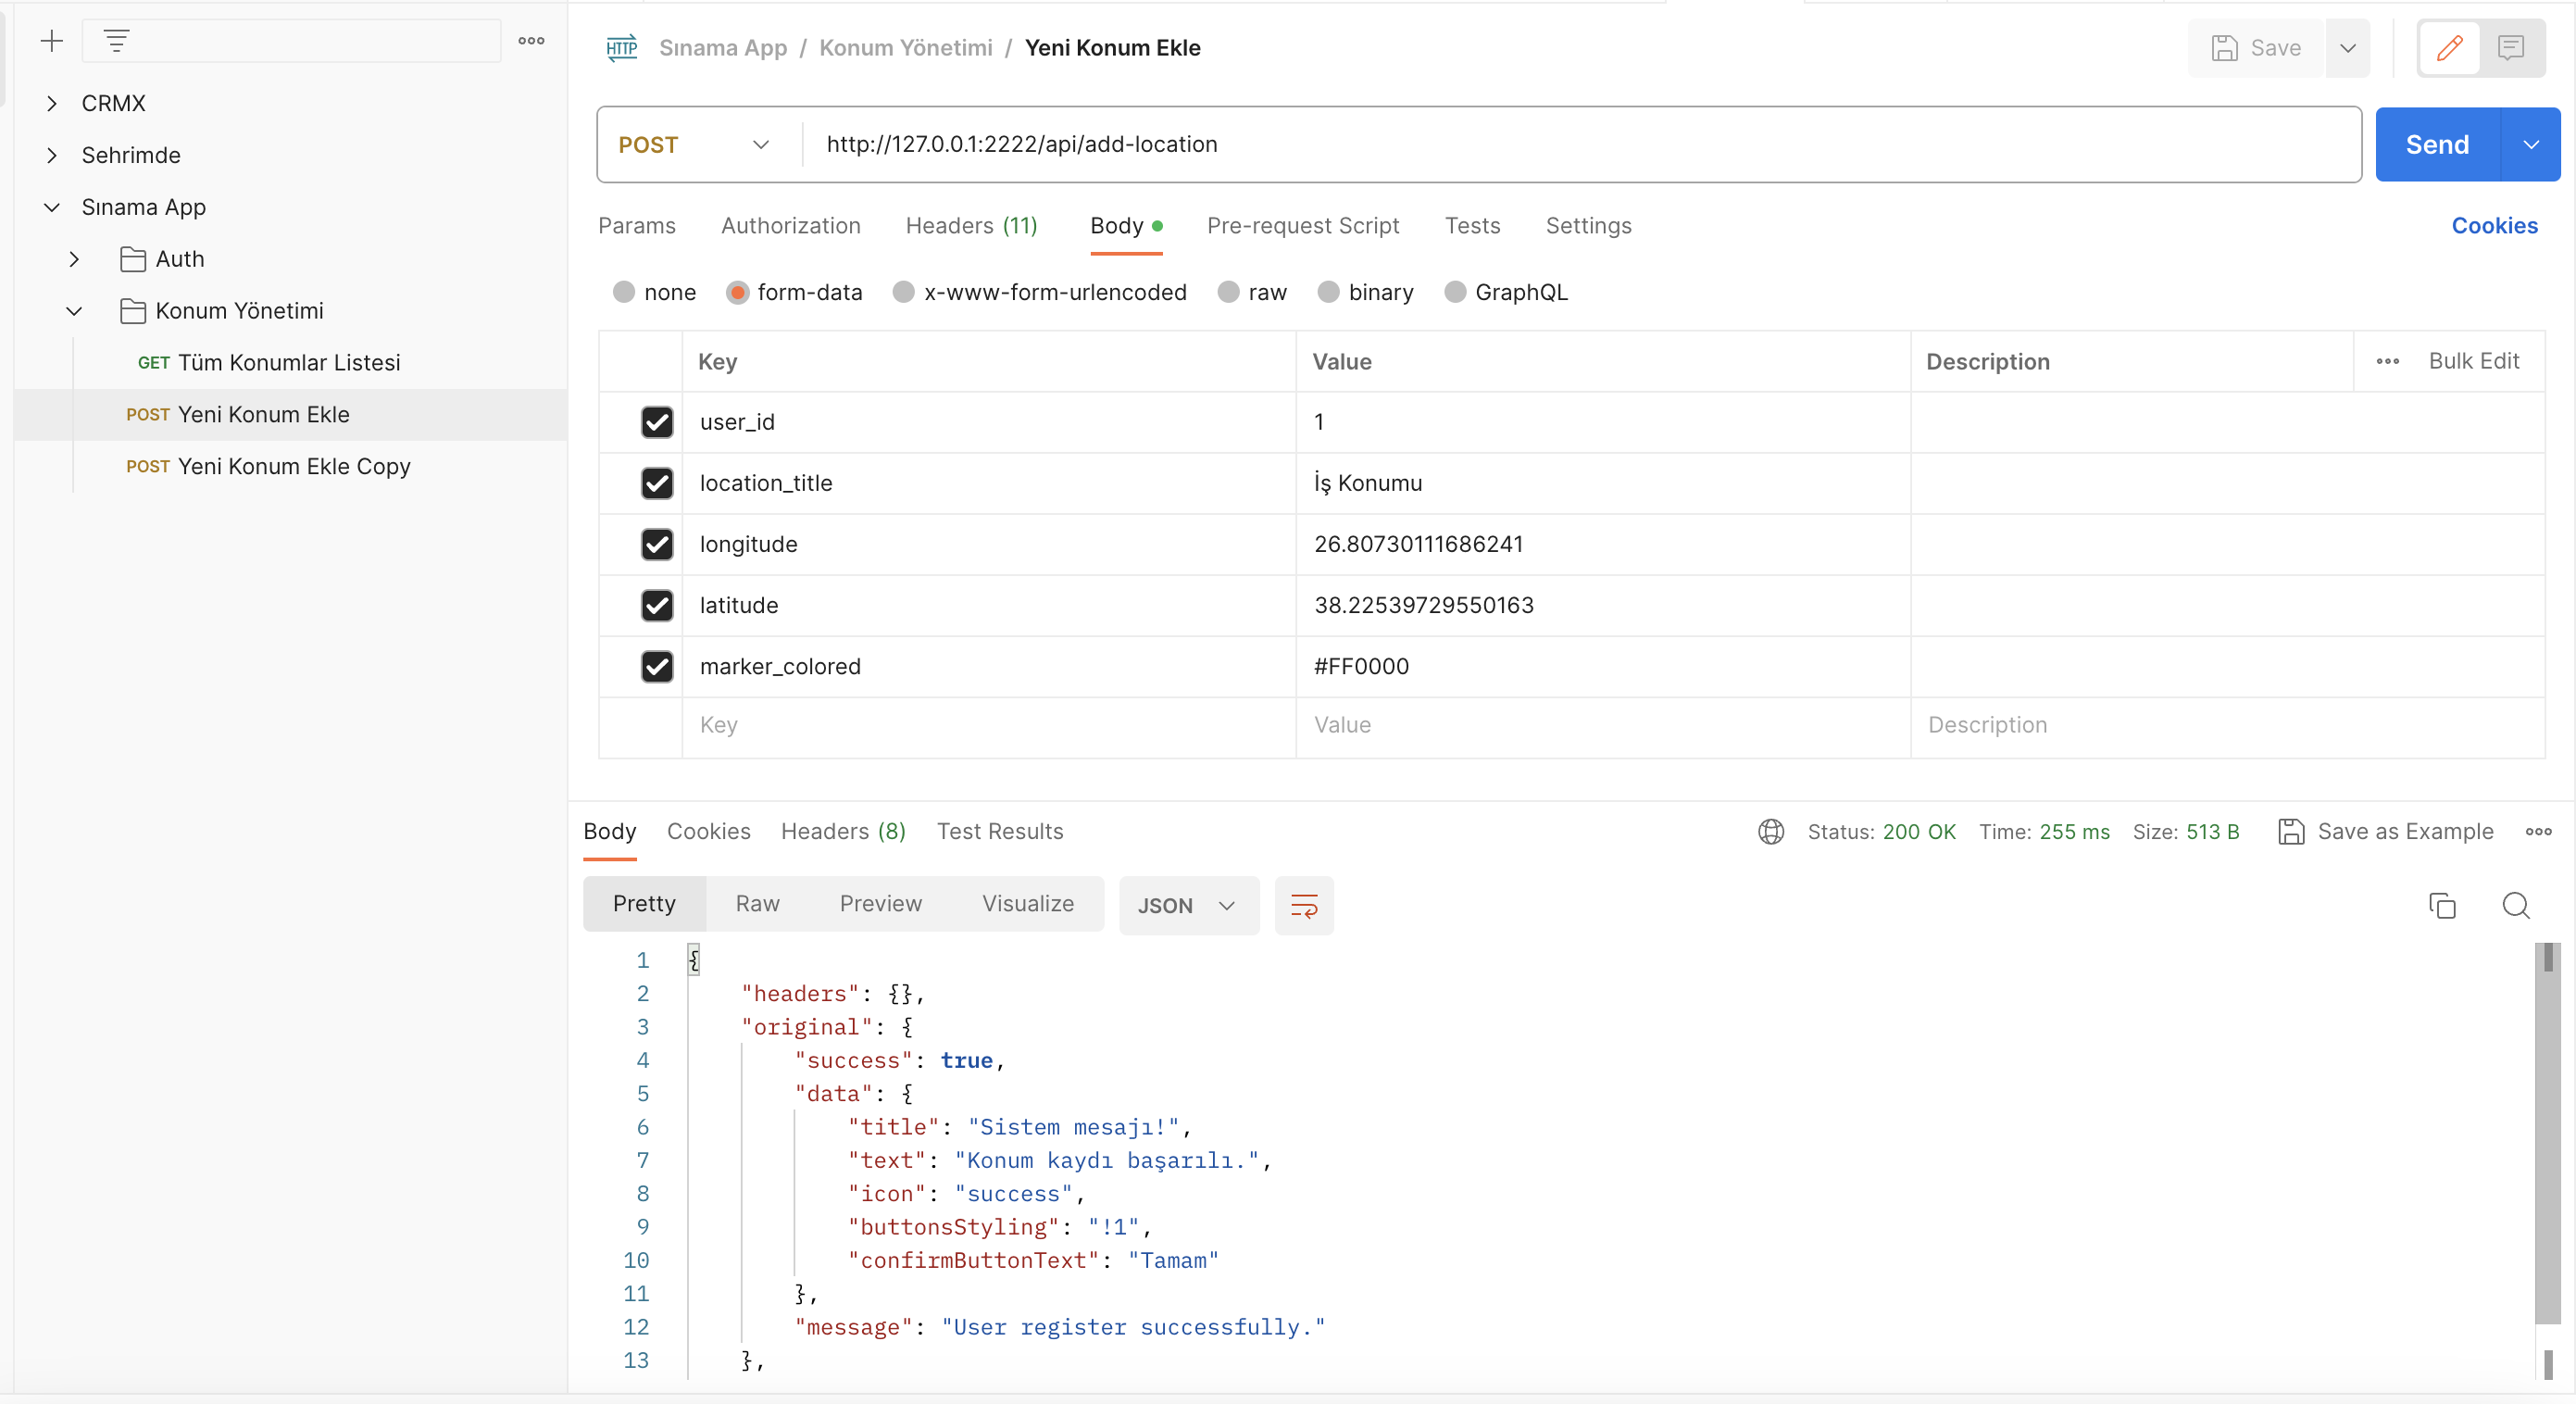 CRMX
Sehrimde
Sınama App
Auth
Konum Yönetimi
GET Tüm Konumlar Listesi
POST Yeni Konum Ekle
POST Yeni Konum Ekle Copy
HTTP Sınama App / Konum Yönetimi / Yeni Konum Ekle
Save
POST http://127.0.0.1:2222/api/add-location
Send
Params Authorization Headers (11) Body Pre-request Script Tests Settings Cookies
none form-data x-www-form-urlencoded raw binary GraphQL
Key Value Description Bulk Edit
user_id 1
location_title İş Konumu
longitude 26.80730111686241
latitude 38.22539729550163
marker_colored #FF0000
Key Value Description
Body Cookies Headers (8) Test Results Status: 200 OK Time: 255 ms Size: 513 B Save as Example
Pretty Raw Preview Visualize JSON
1 {
2 "headers": {},
3 "original": {
4 "success": true,
5 "data": {
6 "title": "Sistem mesajı!",
7 "text": "Konum kaydı başarılı.",
8 "icon": "success",
9 "buttonsStyling": "!1",
10 "confirmButtonText": "Tamam"
11 },
12 "message": "User register successfully."
13 },